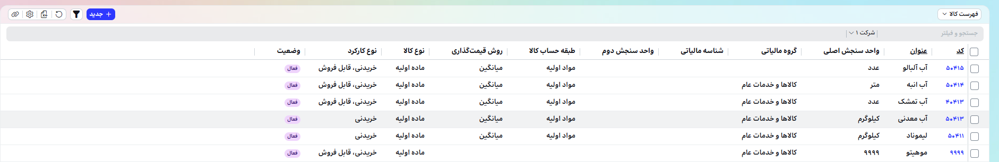 فهرست کالا
+ جدید
جستجو و فیلتر شرکت ۱
کد عنوان واحد سنجش اصلی گروه مالیاتی شناسه مالیاتی واحد سنجش دوم طبقه حساب کالا روش قیمت‌گذاری نوع کالا نوع کارکرد وضعیت
۵۰۴۱۵ آب آلبالو عدد مواد اولیه میانگین ماده اولیه خریدنی، قابل فروش فعال
۵۰۴۱۴ آب انبه متر کالاها و خدمات عام مواد اولیه میانگین ماده اولیه خریدنی، قابل فروش فعال
۴۰۴۱۳ آب تمشک عدد کالاها و خدمات عام مواد اولیه میانگین ماده اولیه خریدنی، قابل فروش فعال
۵۰۴۱۳ آب معدنی کیلوگرم کالاها و خدمات عام مواد اولیه میانگین ماده اولیه خریدنی فعال
۵۰۴۱۱ لیموناد کیلوگرم کالاها و خدمات عام مواد اولیه میانگین ماده اولیه خریدنی فعال
۹۹۹۹ موهیتو ۹۹۹۹ کالاها و خدمات عام ماده اولیه خریدنی، قابل فروش فعال